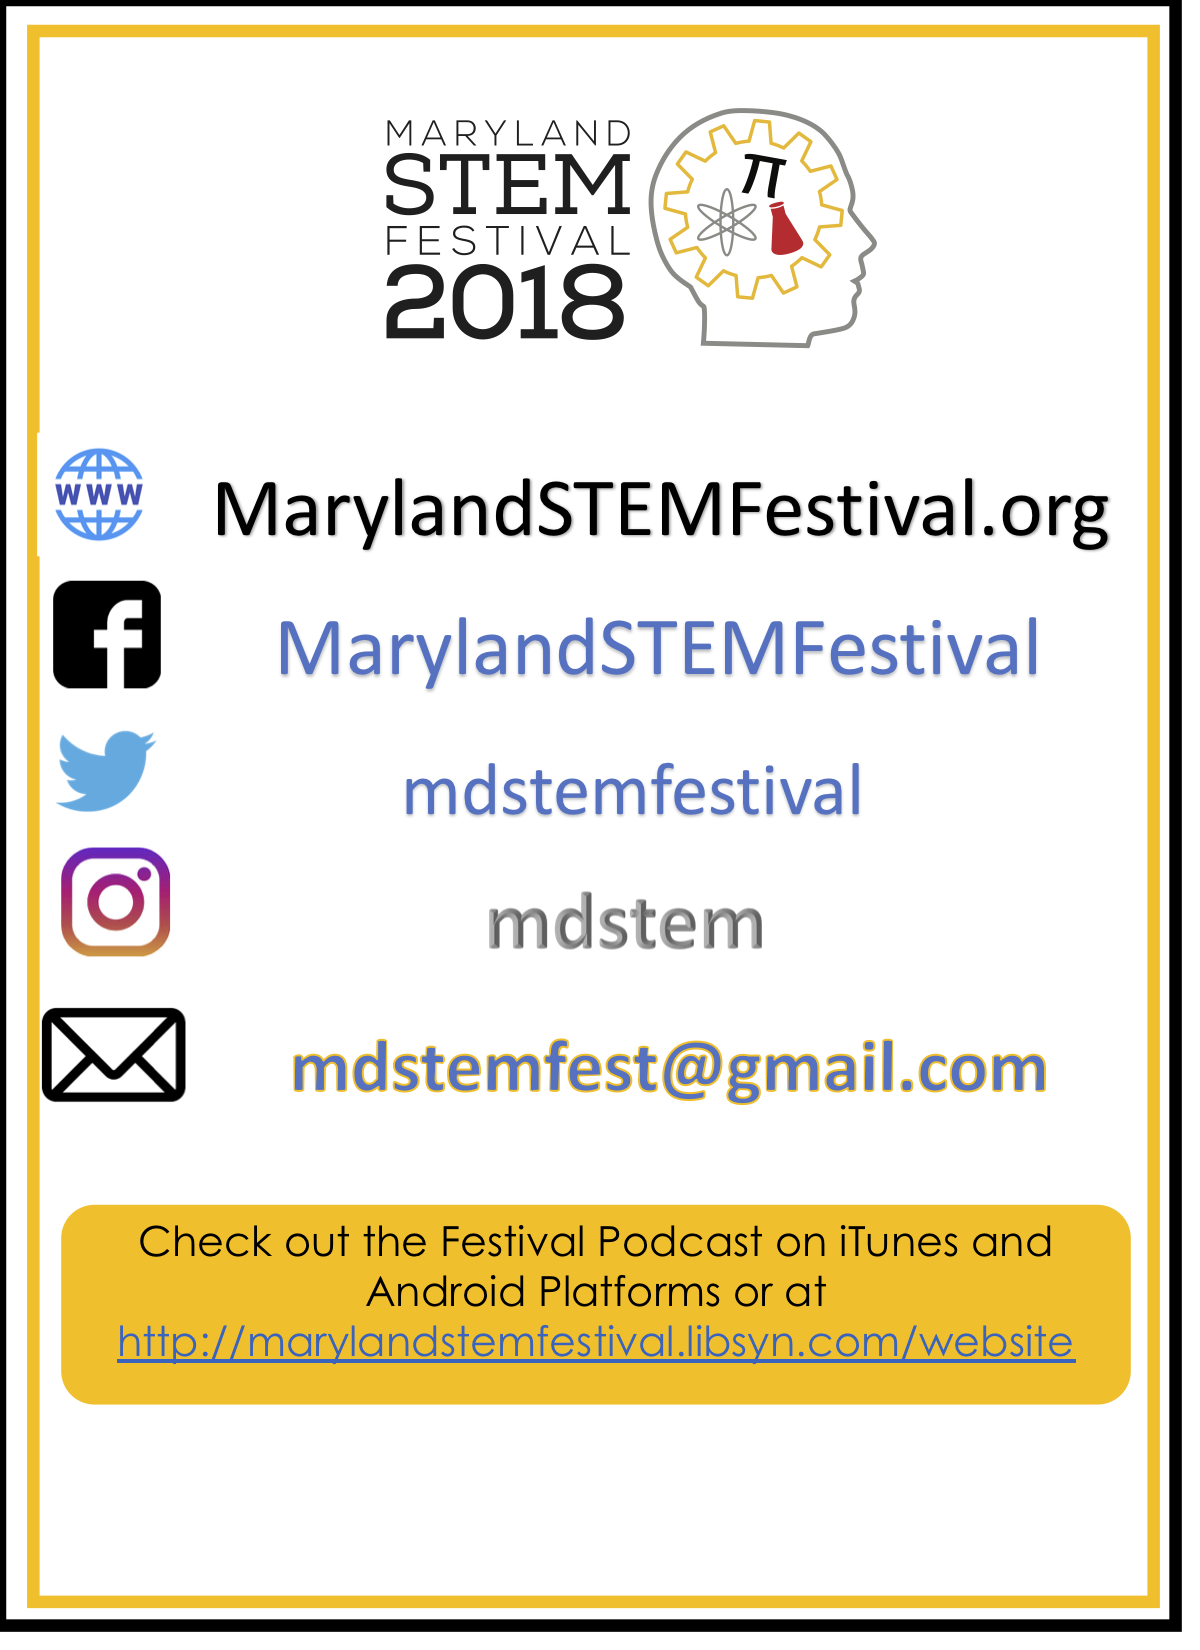 MARYLAND
STEM
FESTIVAL
2018
π
WWW
MarylandSTEMFestival.org
f
MarylandSTEMFestival
mdstemfestival
mdstem
mdstemfest@gmail.com
Check out the Festival Podcast on iTunes and
Android Platforms or at
http://marylandstemfestival.libsyn.com/website